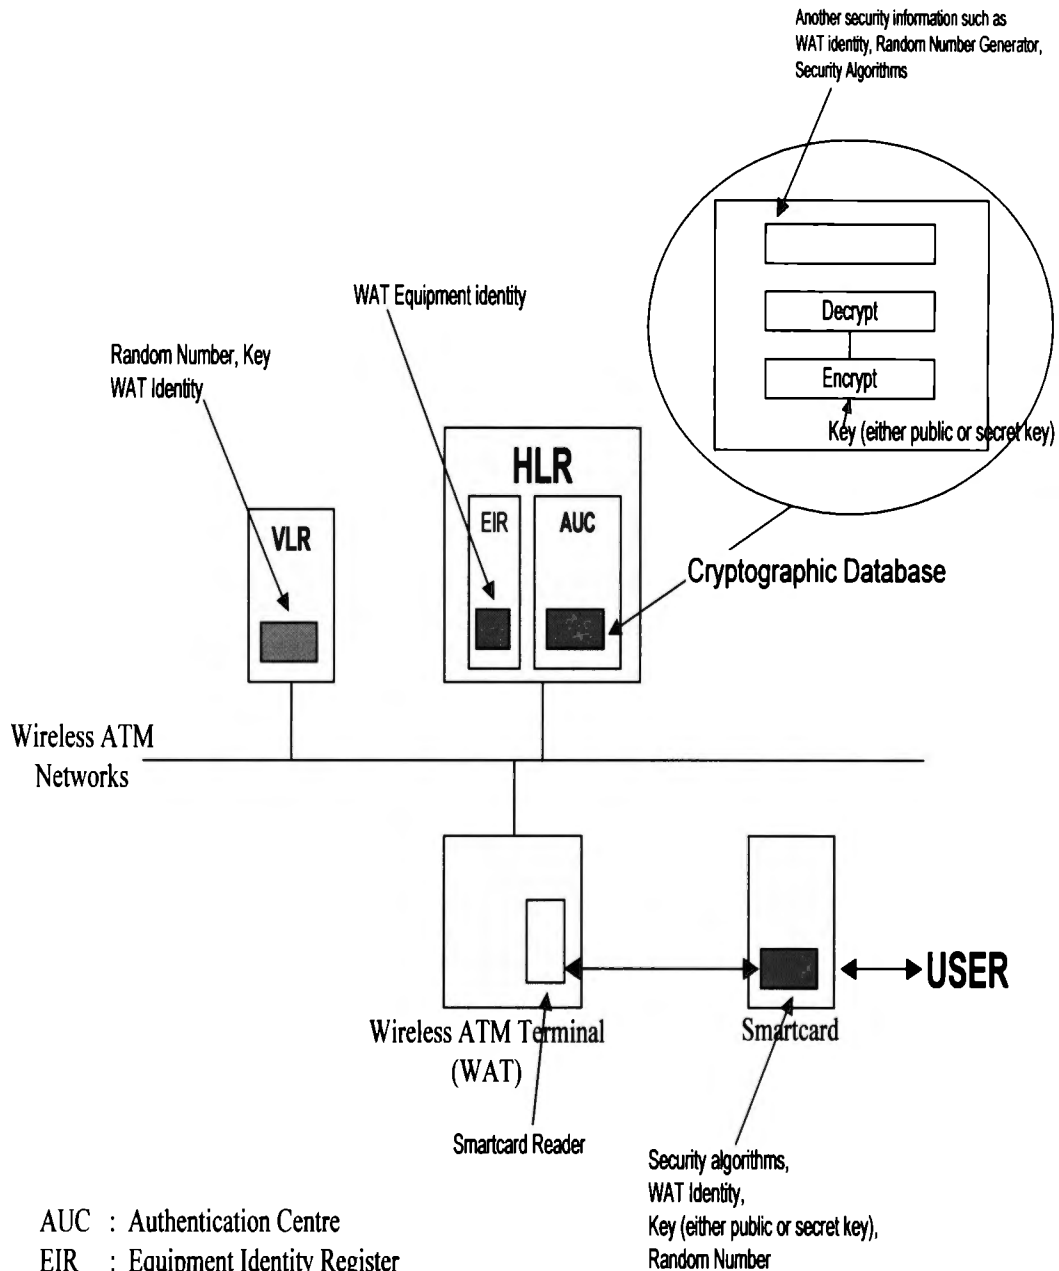 Another security information such as
WAT identity, Random Number Generator,
Security Algorithms
WAT Equipment identity
Random Number, Key
WAT Identity
Decrypt
Encrypt
Key (either public or secret key)
HLR
EIR
AUC
VLR
Cryptographic Database
Wireless ATM
Networks
USER
Wireless ATM Terminal
(WAT)
Smartcard
Smartcard Reader
Security algorithms,
WAT Identity,
Key (either public or secret key),
Random Number
AUC : Authentication Centre
EIR : Equipment Identity Register